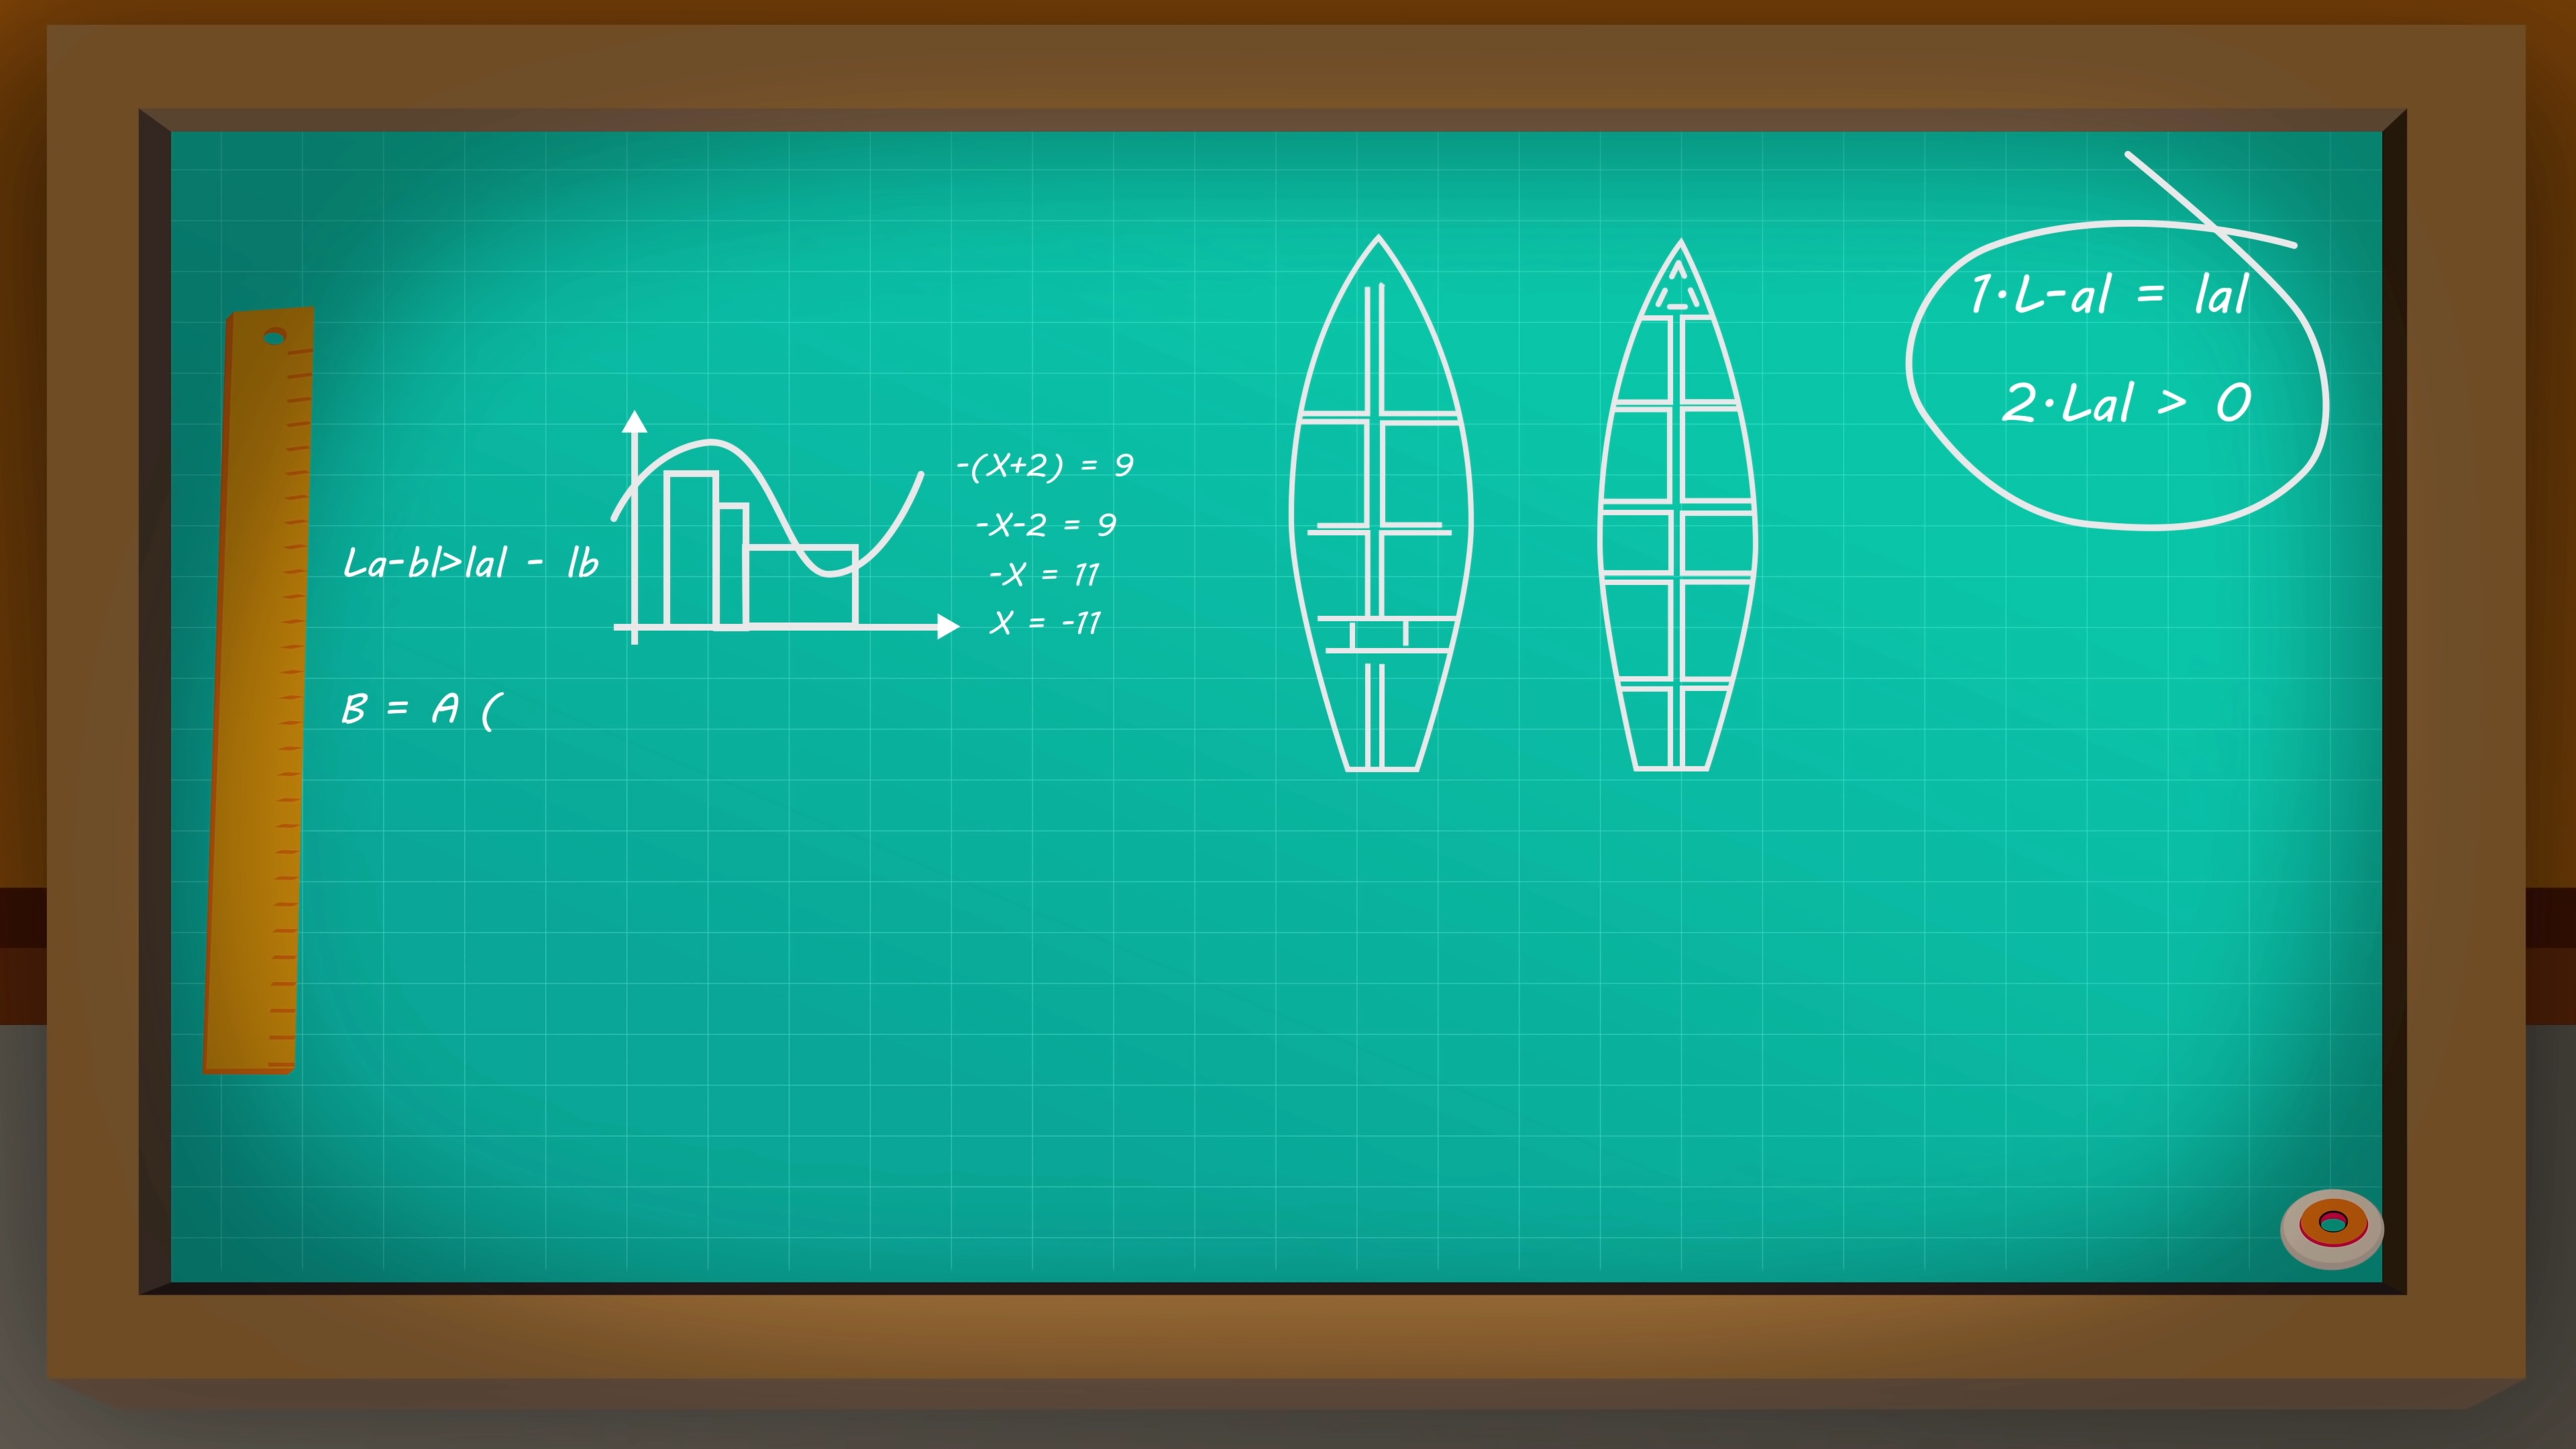 La-bl>lal - lb
B = A (
-(X+2) = 9
-X-2 = 9
-X = 11
X = -11
1·L-al = lal
2·Lal > 0